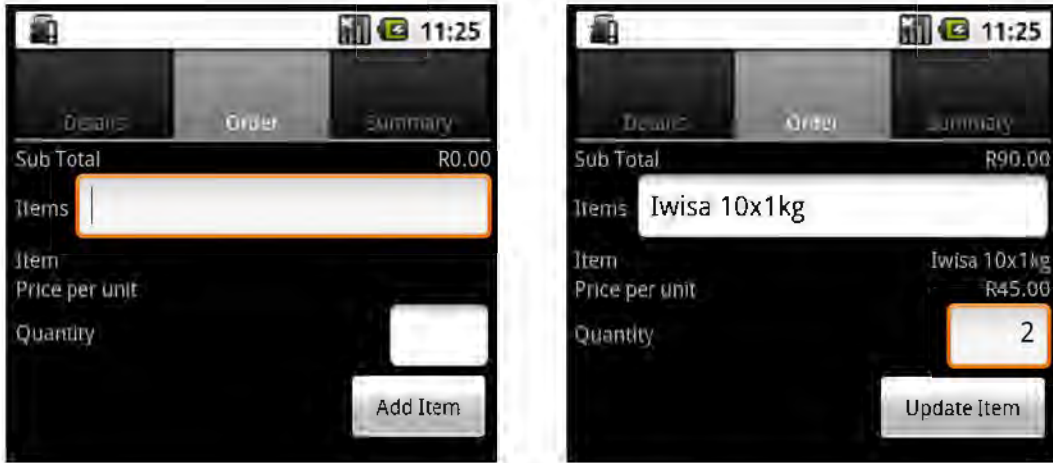 11:25
Details Order Summary
Sub Total R0.00
Items
Item
Price per unit
Quantity
Add Item
11:25
Details Order Summary
Sub Total R90.00
Items Iwisa 10x1kg
Item Iwisa 10x1kg
Price per unit R45.00
Quantity 2
Update Item